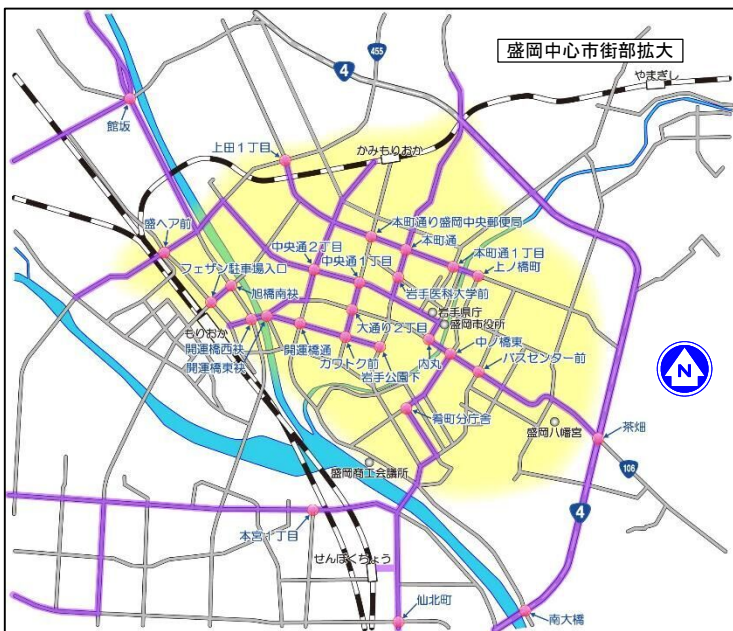 盛岡中心市街部拡大
455
4
やまぎし
館坂
上田1丁目
かみもりおか
本町通り盛岡中央郵便局
盛ヘア前
本町通
本町通1丁目
中央通2丁目
フェザン駐車場入口
中央通1丁目
上ノ橋町
旭橋南袂
岩手医科大学前
岩手県庁
盛岡市役所
もりおか
大通り2丁目
中ノ橋東
開運橋西袂
開運橋通
内丸
バスセンター前
開運橋東袂
カワトク前
岩手公園下
N
肴町分庁舎
盛岡八幡宮
茶畑
盛岡商工会議所
106
4
本宮1丁目
せんぼくちょう
仙北町
南大橋